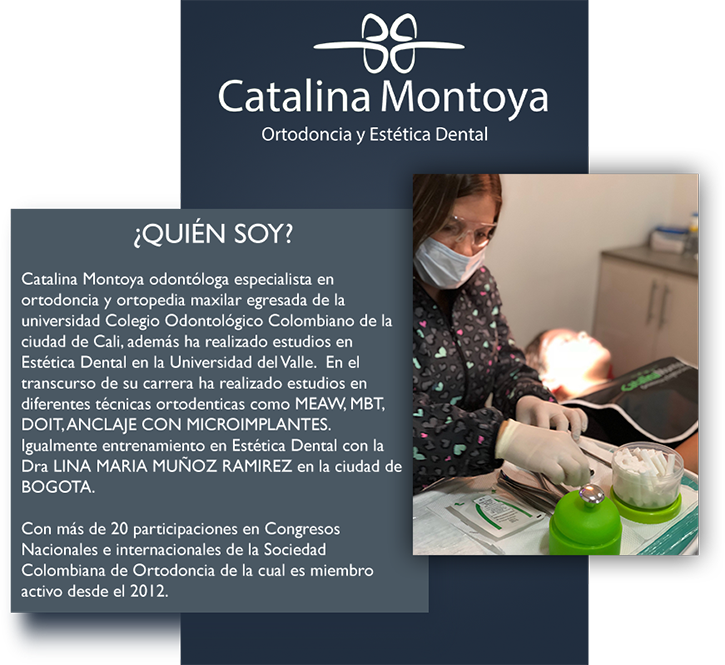 Catalina Montoya
Ortodoncia y Estética Dental
¿QUIÉN SOY?
Catalina Montoya odontóloga especialista en
ortodoncia y ortopedia maxilar egresada de la
universidad Colegio Odontológico Colombiano de la
ciudad de Cali, además ha realizado estudios en
Estética Dental en la Universidad del Valle.  En el
transcurso de su carrera ha realizado estudios en
diferentes técnicas ortodenticas como MEAW, MBT,
DOIT, ANCLAJE CON MICROIMPLANTES.
Igualmente entrenamiento en Estética Dental con la
Dra LINA MARIA MUÑOZ RAMIREZ en la ciudad de
BOGOTA.
Con más de 20 participaciones en Congresos
Nacionales e internacionales de la Sociedad
Colombiana de Ortodoncia de la cual es miembro
activo desde el 2012.